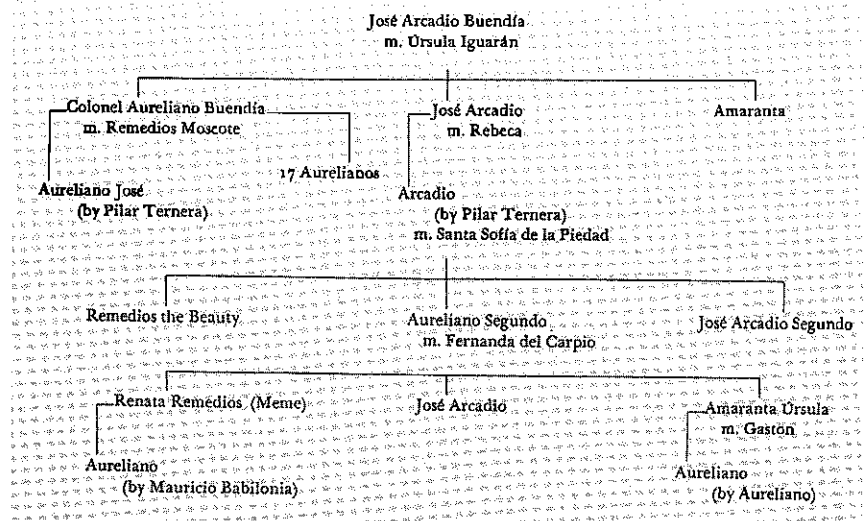 José Arcadio Buendía
m. Úrsula Iguarán
Colonel Aureliano Buendía
m. Remedios Moscote
José Arcadio
m. Rebeca
Amaranta
17 Aurelianos
Aureliano José
(by Pilar Ternera)
Arcadio
(by Pilar Ternera)
m. Santa Sofía de la Piedad
Remedios the Beauty
Aureliano Segundo
m. Fernanda del Carpio
José Arcadio Segundo
Renata Remedios (Meme)
José Arcadio
Amaranta Úrsula
m. Gaston
Aureliano
(by Mauricio Babilonia)
Aureliano
(by Aureliano)